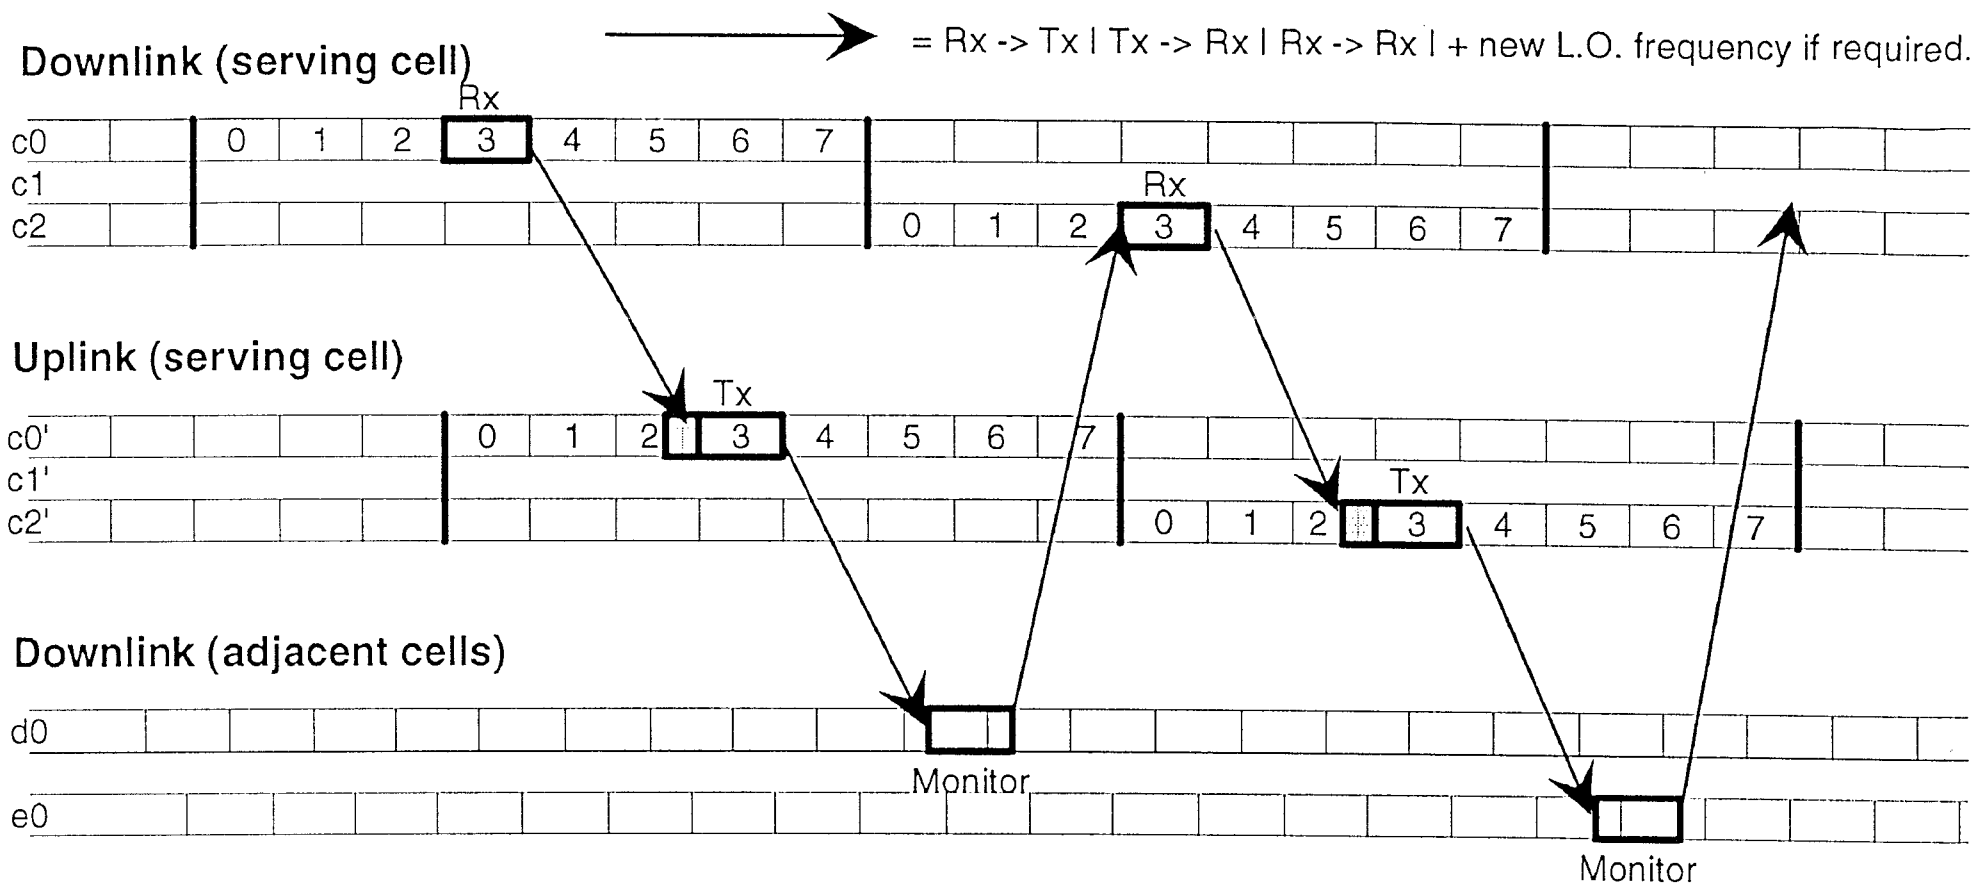 = Rx -> Tx | Tx -> Rx | Rx -> Rx | + new L.O. frequency if required.
Downlink (serving cell)
Rx
c0 0 1 2 3 4 5 6 7
c1
Rx
c2 0 1 2 3 4 5 6 7
Uplink (serving cell)
Tx
c0' 0 1 2 3 4 5 6 7
c1'
Tx
c2' 0 1 2 3 4 5 6 7
Downlink (adjacent cells)
d0
Monitor
e0
Monitor